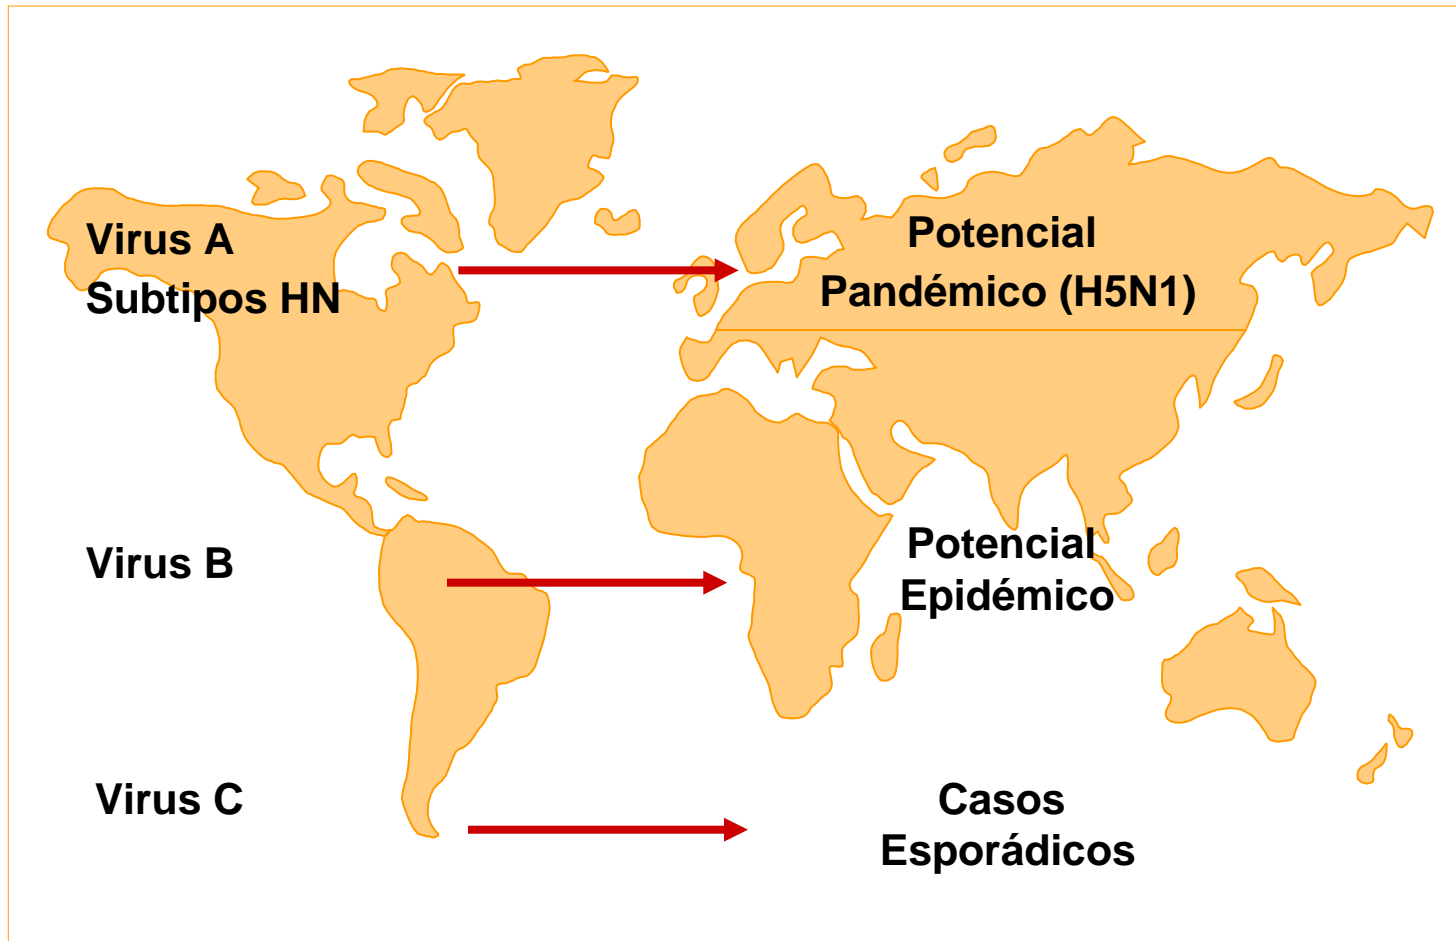 Virus A
Subtipos HN
Potencial
Pandémico (H5N1)
Virus B
Potencial
Epidémico
Virus C
Casos
Esporádicos